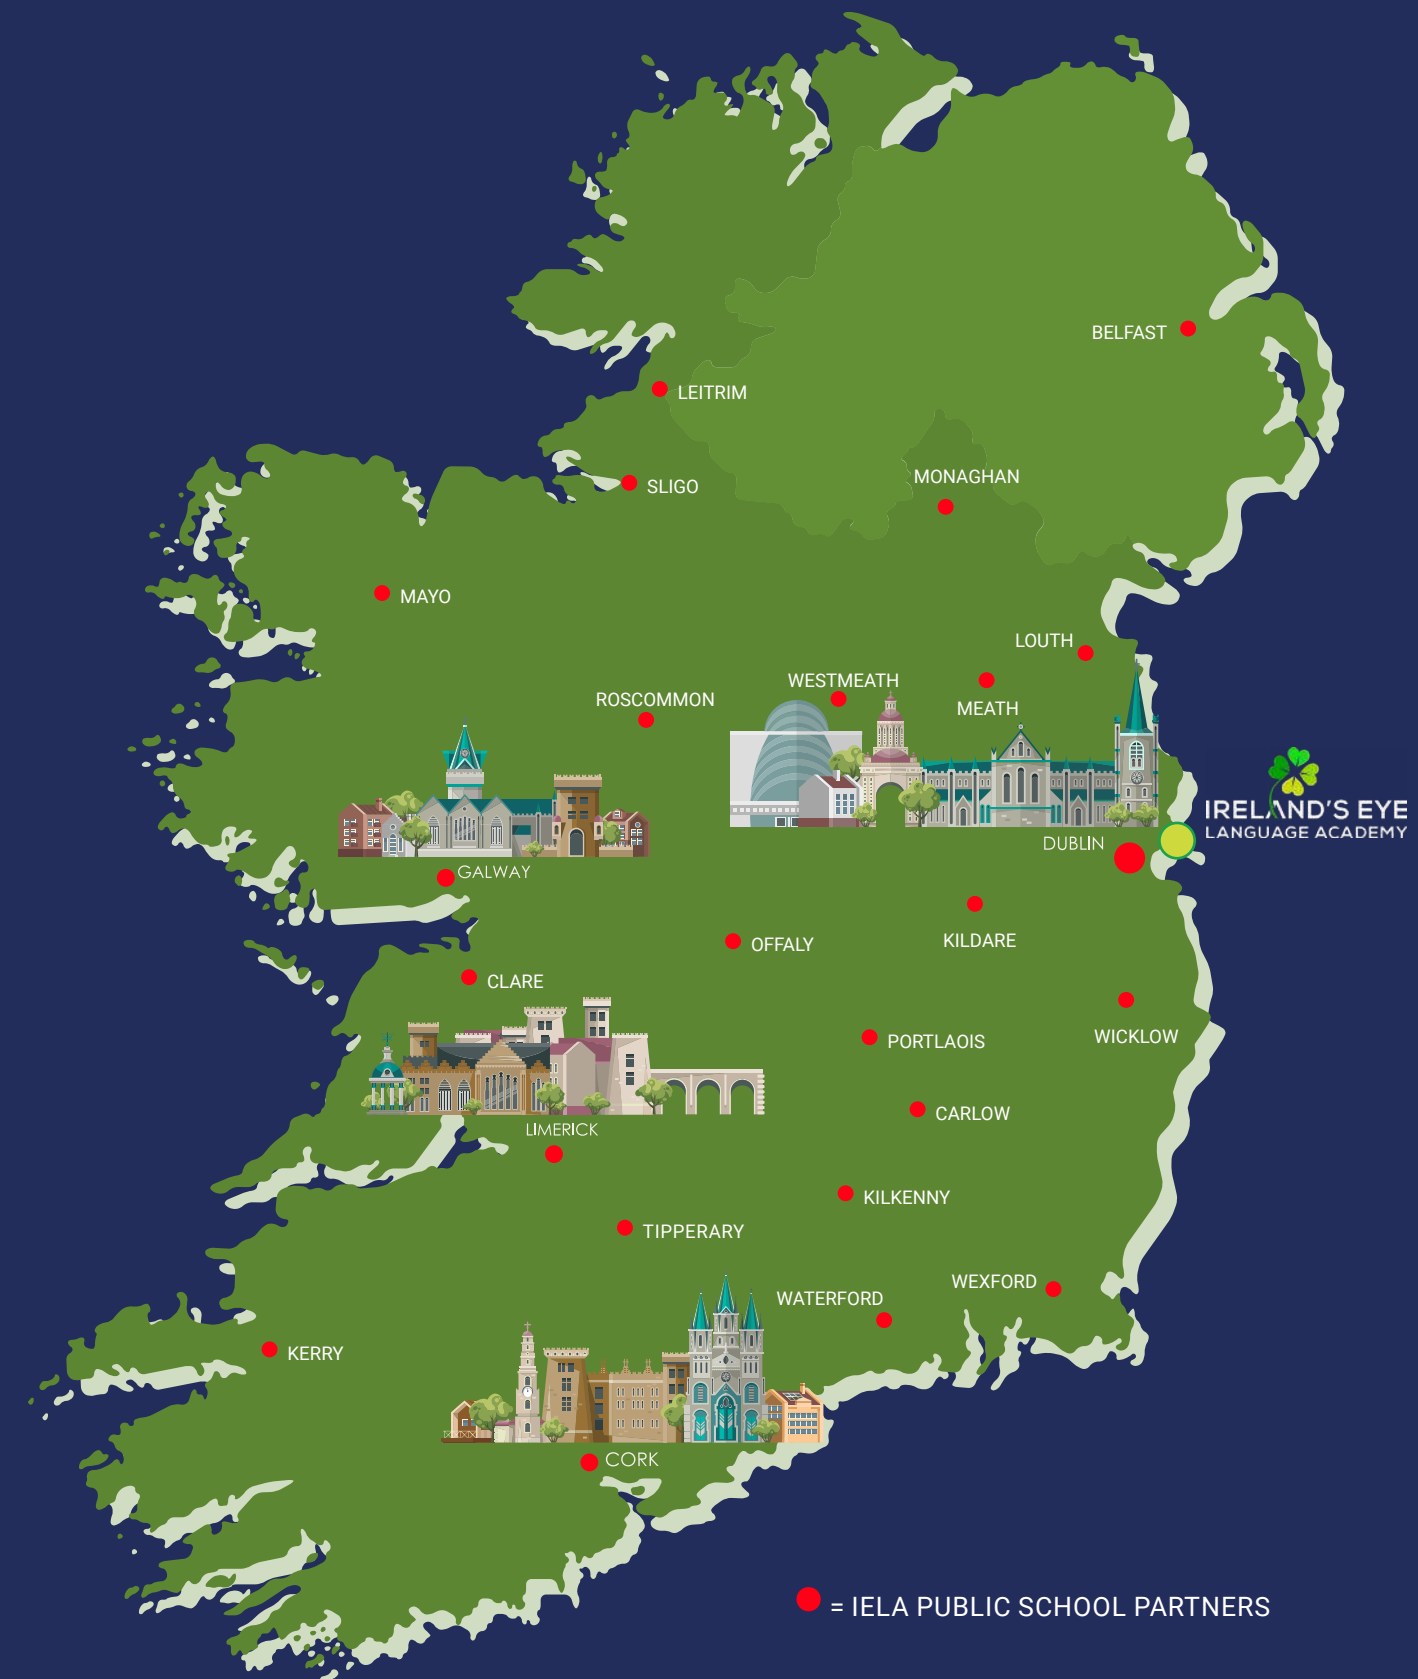 BELFAST
LEITRIM
MONAGHAN
SLIGO
MAYO
LOUTH
WESTMEATH
ROSCOMMON
MEATH
IRELAND'S EYE
LANGUAGE ACADEMY
DUBLIN
GALWAY
KILDARE
OFFALY
CLARE
WICKLOW
PORTLAOIS
CARLOW
LIMERICK
KILKENNY
TIPPERARY
WEXFORD
WATERFORD
KERRY
CORK
= IELA PUBLIC SCHOOL PARTNERS